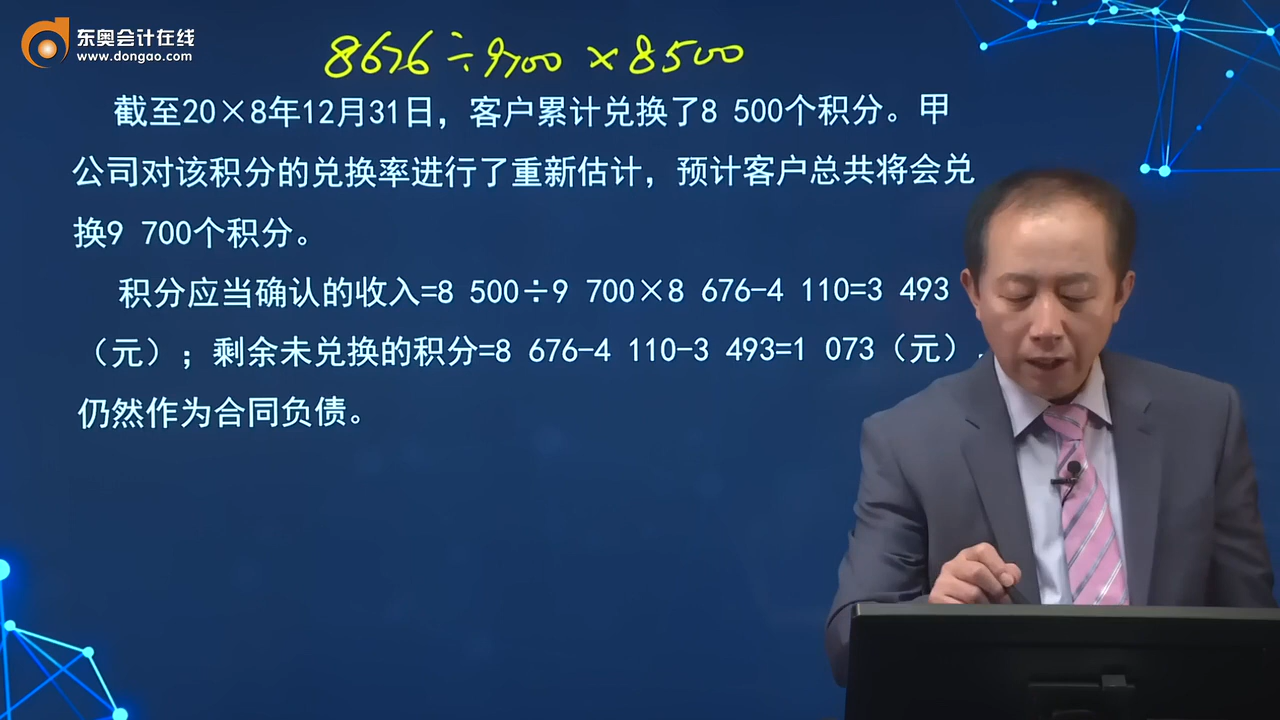 东奥会计在线
www.dongao.com
8676÷9700×8500
截至20×8年12月31日，客户累计兑换了8 500个积分。甲
公司对该积分的兑换率进行了重新估计，预计客户总共将会兑
换9 700个积分。
积分应当确认的收入=8 500÷9 700×8 676-4 110=3 493
（元）；剩余未兑换的积分=8 676-4 110-3 493=1 073（元），
仍然作为合同负债。